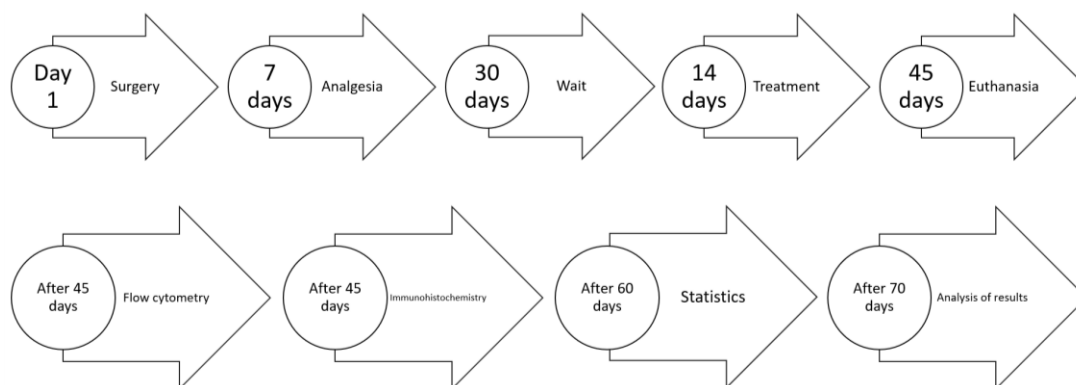 Day
1
Surgery
7
days
Analgesia
30
days
Wait
14
days
Treatment
45
days
Euthanasia
After 45
days
Flow cytometry
After 45
days
Immunohistochemistry
After 60
days
Statistics
After 70
days
Analysis of results